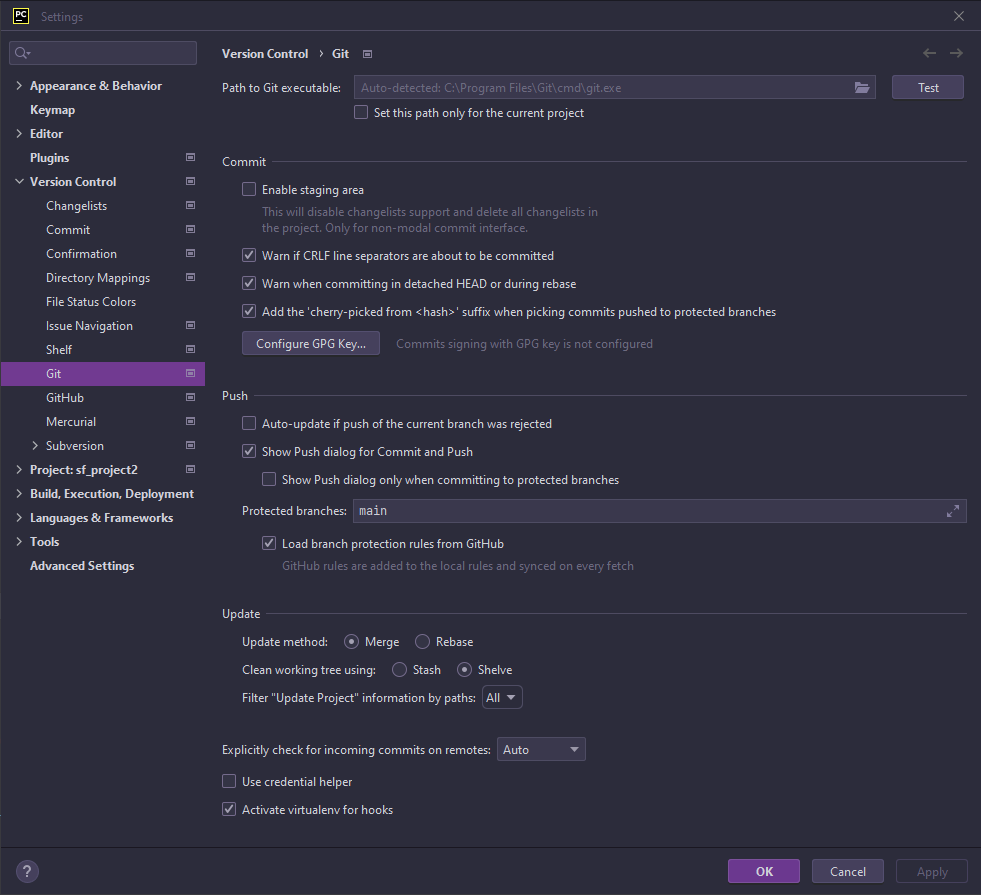 PC
Settings
Appearance & Behavior
Keymap
Editor
Plugins
Version Control
Changelists
Commit
Confirmation
Directory Mappings
File Status Colors
Issue Navigation
Shelf
Git
GitHub
Mercurial
Subversion
Project: sf_project2
Build, Execution, Deployment
Languages & Frameworks
Tools
Advanced Settings
Version Control › Git
Path to Git executable: Auto-detected: C:\Program Files\Git\cmd\git.exe Test
Set this path only for the current project
Commit
Enable staging area
This will disable changelists support and delete all changelists in
the project. Only for non-modal commit interface.
Warn if CRLF line separators are about to be committed
Warn when committing in detached HEAD or during rebase
Add the 'cherry-picked from <hash>' suffix when picking commits pushed to protected branches
Configure GPG Key... Commits signing with GPG key is not configured
Push
Auto-update if push of the current branch was rejected
Show Push dialog for Commit and Push
Show Push dialog only when committing to protected branches
Protected branches: main
Load branch protection rules from GitHub
GitHub rules are added to the local rules and synced on every fetch
Update
Update method: Merge Rebase
Clean working tree using: Stash Shelve
Filter "Update Project" information by paths: All
Explicitly check for incoming commits on remotes: Auto
Use credential helper
Activate virtualenv for hooks
? OK Cancel Apply